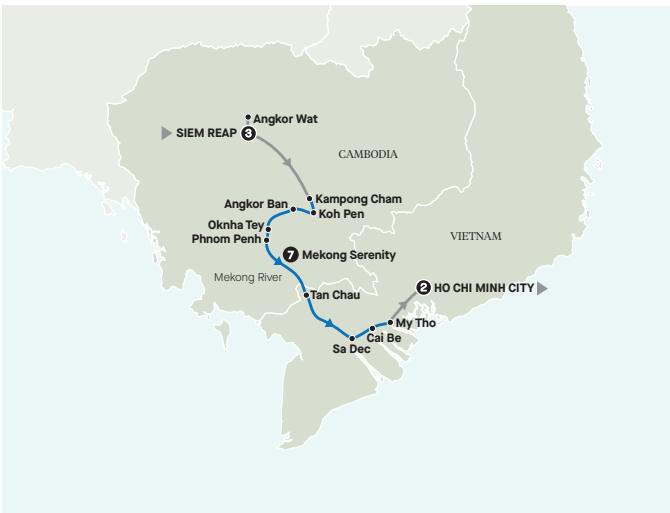 Angkor Wat
SIEM REAP 3
CAMBODIA
Kampong Cham
Angkor Ban
Koh Pen
Oknha Tey
Phnom Penh
VIETNAM
7 Mekong Serenity
Mekong River
2 HO CHI MINH CITY
Tan Chau
My Tho
Cai Be
Sa Dec